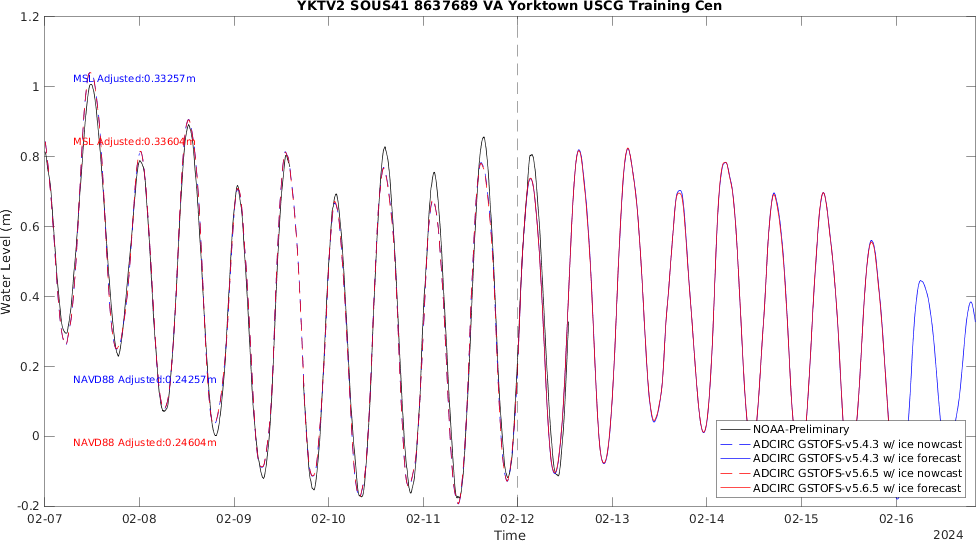 YKTV2 SOUS41 8637689 VA Yorktown USCG Training Cen
1.2
1
0.8
0.6
0.4
0.2
0
-0.2
Water Level (m)
MSL Adjusted:0.33257m
MSL Adjusted:0.33604m
NAVD88 Adjusted:0.24257m
NAVD88 Adjusted:0.24604m
NOAA-Preliminary
ADCIRC GSTOFS-v5.4.3 w/ ice nowcast
ADCIRC GSTOFS-v5.4.3 w/ ice forecast
ADCIRC GSTOFS-v5.6.5 w/ ice nowcast
ADCIRC GSTOFS-v5.6.5 w/ ice forecast
02-07 02-08 02-09 02-10 02-11 02-12 02-13 02-14 02-15 02-16
Time
2024